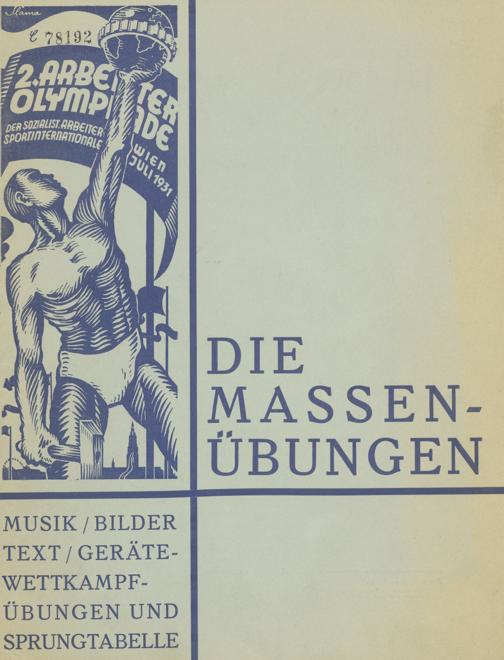 Slama
C 78192
2. ARBEITER
OLYMPIADE
DER SOZIALIST. ARBEITER
SPORTINTERNATIONALE
WIEN
JULI 1931
DIE
MASSEN-
ÜBUNGEN
MUSIK / BILDER
TEXT / GERÄTE-
WETTKAMPF-
ÜBUNGEN UND
SPRUNGTABELLE